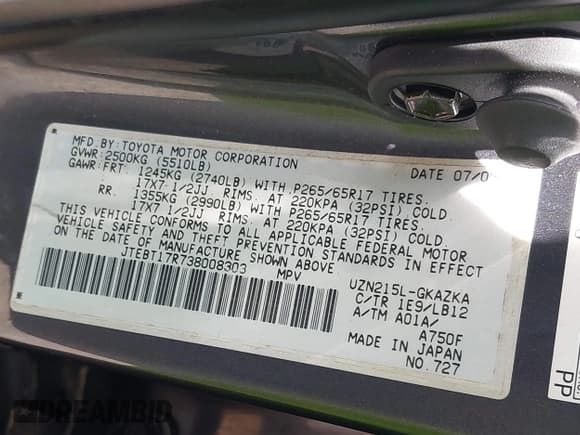 MFD.BY:TOYOTA MOTOR CORPORATION DATE 07/0
GVWR:2500KG (5510LB)
GAWR:FRT. 1245KG (2740LB) WITH P265/65R17 TIRES.
17X7-1/2JJ RIMS. AT 220KPA (32PSI) COLD
RR. 1355KG (2990LB) WITH P265/65R17 TIRES.
17X7 1/2JJ RIMS. AT 220KPA (32PSI) COLD
THIS VEHICLE CONFORMS TO ALL APPLICABLE FEDERAL MOTOR
VEHICLE SAFETY AND THEFT PREVENTION STANDARDS IN EFFECT
ON THE DATE OF MANUFACTURE SHOWN ABOVE
JTEBT17R738008303 MPV
UZN215L-GKAZKA
C/TR 1E9/LB12
A/TM A01A/
A750F
MADE IN JAPAN
NO.727
PP
DREAMBID